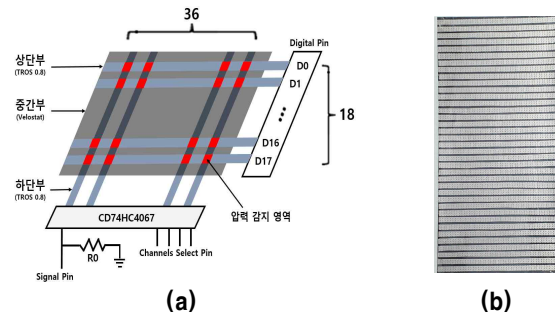 36
Digital Pin
상단부
(TROS 0.8)
D0
D1
중간부
(Velostat)
18
D16
D17
하단부
(TROS 0.8)
CD74HC4067
압력 감지 영역
R0
Channels Select Pin
Signal Pin
(a)
(b)